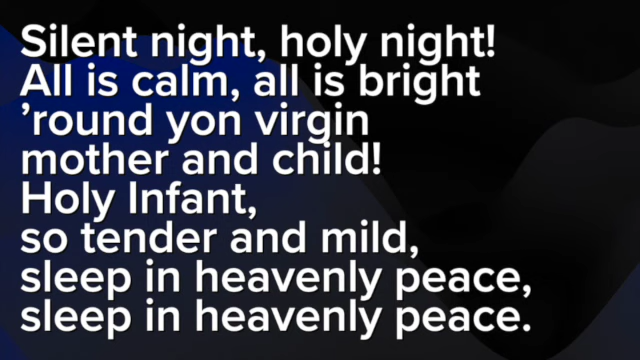 Silent night, holy night!
All is calm, all is bright
’round yon virgin
mother and child!
Holy Infant,
so tender and mild,
sleep in heavenly peace,
sleep in heavenly peace.